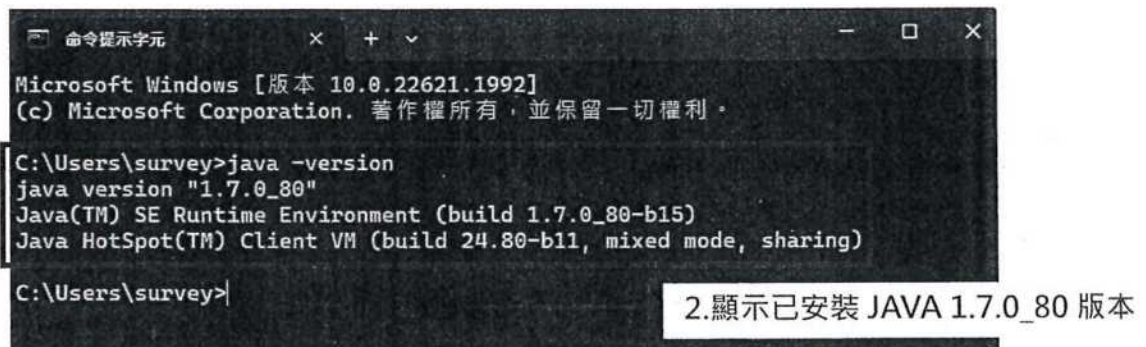 命令提示字元
Microsoft Windows [版本 10.0.22621.1992]
(c) Microsoft Corporation. 著作權所有，並保留一切權利。
C:\Users\survey>java -version
java version "1.7.0_80"
Java(TM) SE Runtime Environment (build 1.7.0_80-b15)
Java HotSpot(TM) Client VM (build 24.80-b11, mixed mode, sharing)
C:\Users\survey>
2.顯示已安裝 JAVA 1.7.0_80 版本